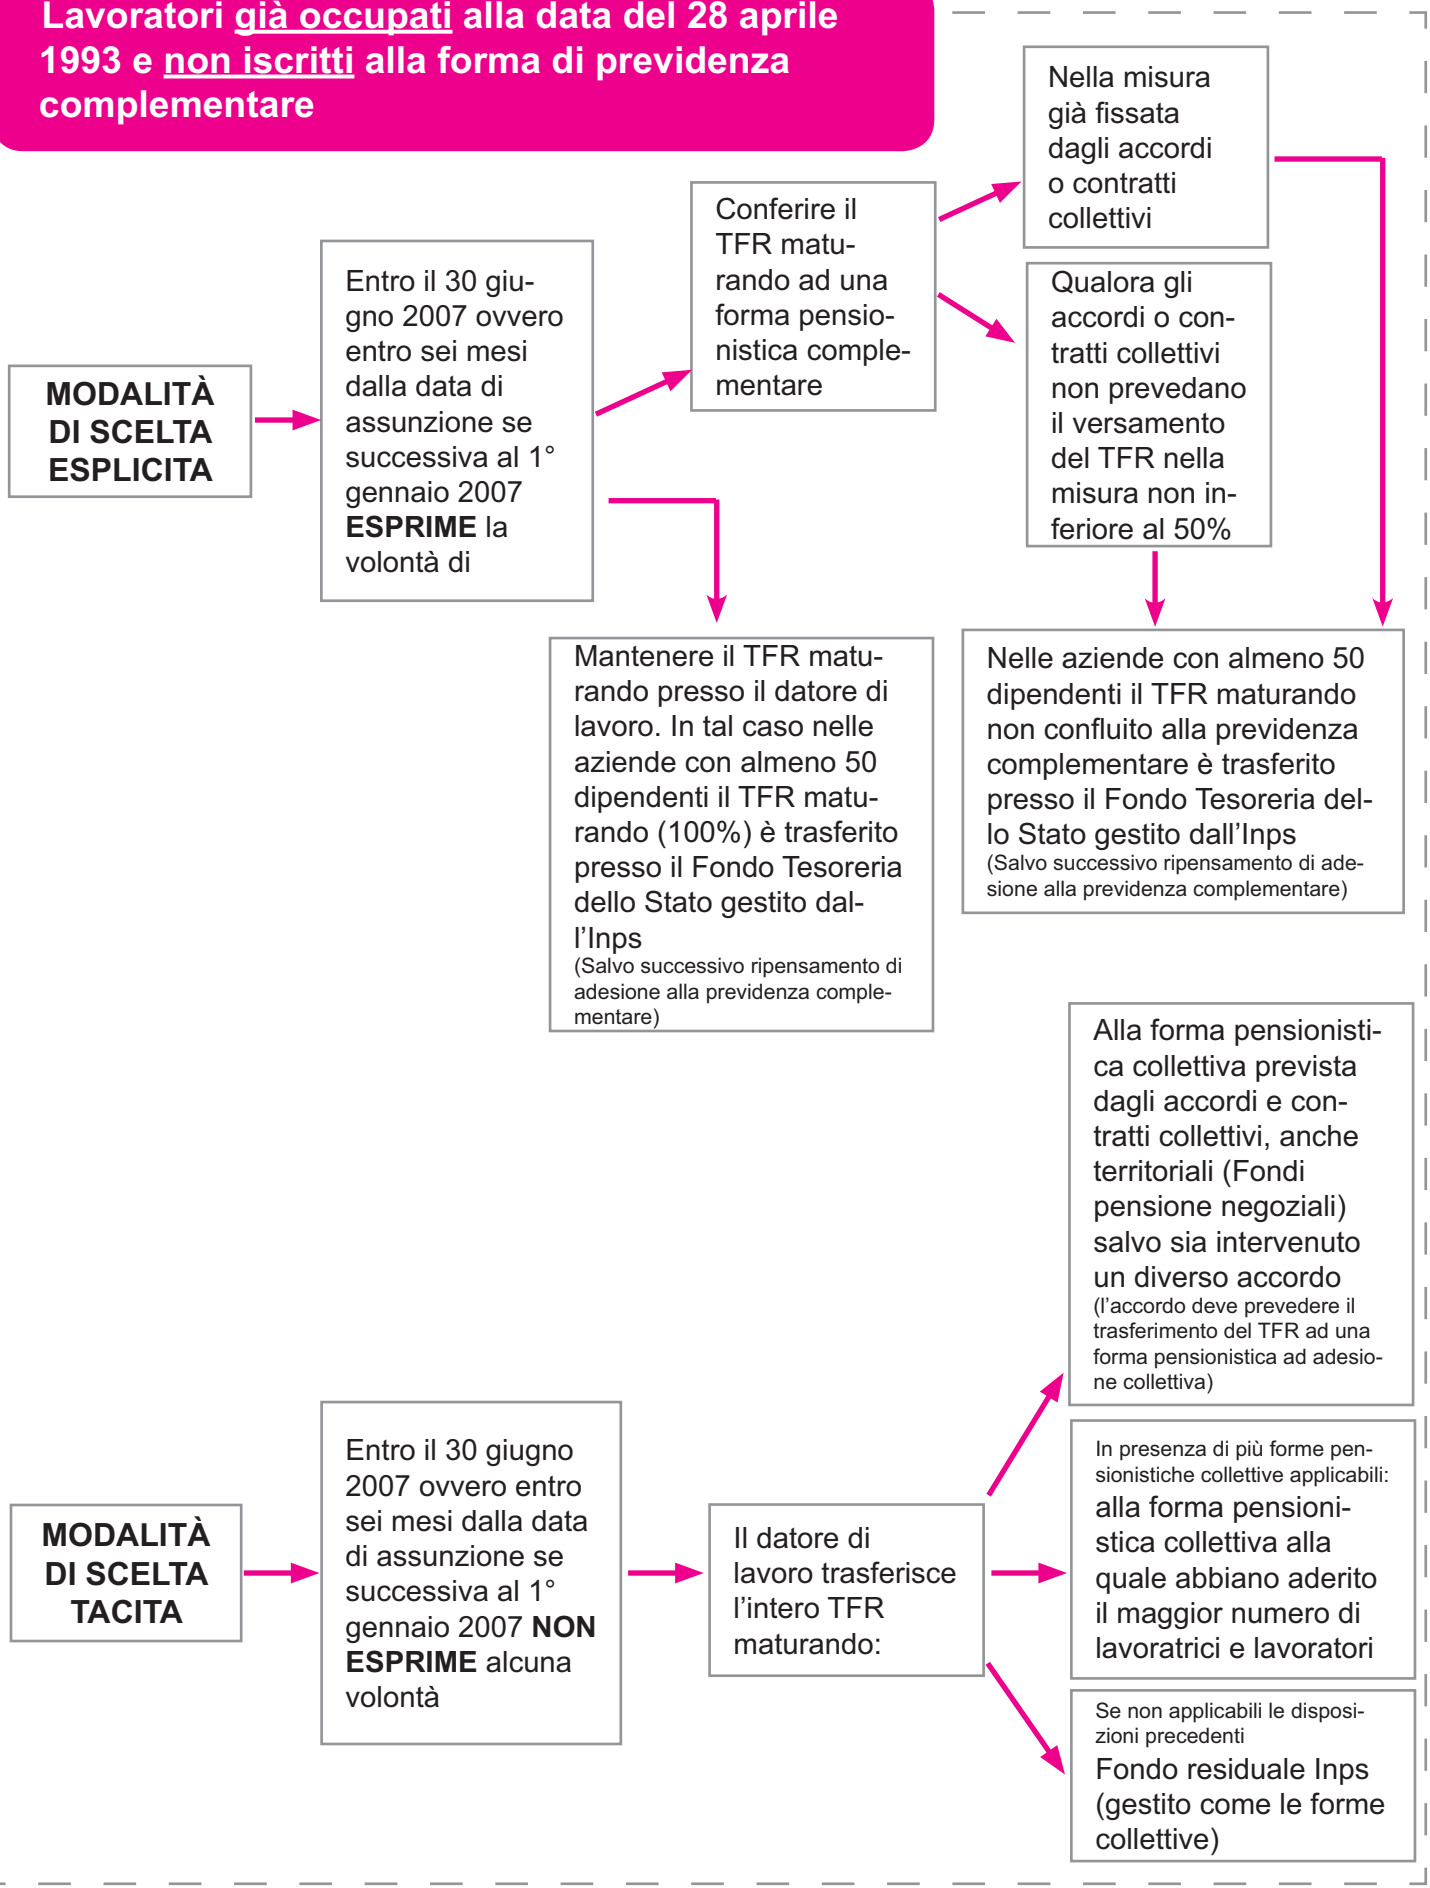 Lavoratori già occupati alla data del 28 aprile
1993 e non iscritti alla forma di previdenza
complementare
MODALITÀ
DI SCELTA
ESPLICITA
Entro il 30 giu-
gno 2007 ovvero
entro sei mesi
dalla data di
assunzione se
successiva al 1°
gennaio 2007
ESPRIME la
volontà di
Conferire il
TFR matu-
rando ad una
forma pensio-
nistica comple-
mentare
Nella misura
già fissata
dagli accordi
o contratti
collettivi
Qualora gli
accordi o con-
tratti collettivi
non prevedano
il versamento
del TFR nella
misura non in-
feriore al 50%
Mantenere il TFR matu-
rando presso il datore di
lavoro. In tal caso nelle
aziende con almeno 50
dipendenti il TFR matu-
rando (100%) è trasferito
presso il Fondo Tesoreria
dello Stato gestito dal-
l'Inps
(Salvo successivo ripensamento di
adesione alla previdenza comple-
mentare)
Nelle aziende con almeno 50
dipendenti il TFR maturando
non confluito alla previdenza
complementare è trasferito
presso il Fondo Tesoreria del-
lo Stato gestito dall'Inps
(Salvo successivo ripensamento di ade-
sione alla previdenza complementare)
MODALITÀ
DI SCELTA
TACITA
Entro il 30 giugno
2007 ovvero entro
sei mesi dalla data
di assunzione se
successiva al 1°
gennaio 2007 NON
ESPRIME alcuna
volontà
Il datore di
lavoro trasferisce
l'intero TFR
maturando:
Alla forma pensionisti-
ca collettiva prevista
dagli accordi e con-
tratti collettivi, anche
territoriali (Fondi
pensione negoziali)
salvo sia intervenuto
un diverso accordo
(l'accordo deve prevedere il
trasferimento del TFR ad una
forma pensionistica ad adesio-
ne collettiva)
In presenza di più forme pen-
sionistiche collettive applicabili:
alla forma pensioni-
stica collettiva alla
quale abbiano aderito
il maggior numero di
lavoratrici e lavoratori
Se non applicabili le disposi-
zioni precedenti
Fondo residuale Inps
(gestito come le forme
collettive)